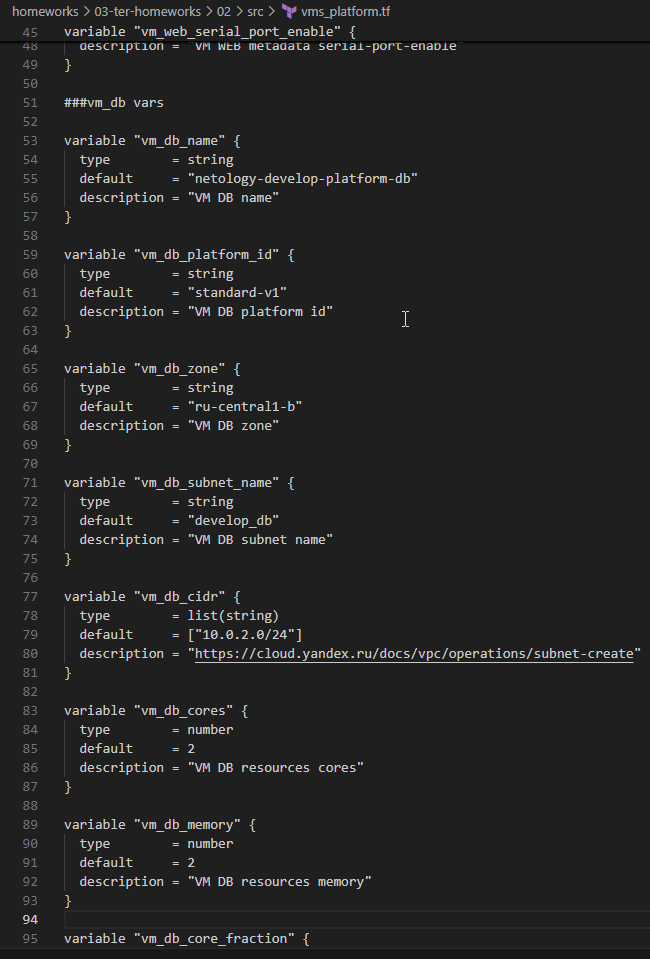 homeworks > 03-ter-homeworks > 02 > src > vms_platform.tf
45 variable "vm_web_serial_port_enable" {
48 description = "VM WEB metadata serial-port-enable"
49 }
50
51 ###vm_db vars
52
53 variable "vm_db_name" {
54 type = string
55 default = "netology-develop-platform-db"
56 description = "VM DB name"
57 }
58
59 variable "vm_db_platform_id" {
60 type = string
61 default = "standard-v1"
62 description = "VM DB platform id"
63 }
64
65 variable "vm_db_zone" {
66 type = string
67 default = "ru-central1-b"
68 description = "VM DB zone"
69 }
70
71 variable "vm_db_subnet_name" {
72 type = string
73 default = "develop_db"
74 description = "VM DB subnet name"
75 }
76
77 variable "vm_db_cidr" {
78 type = list(string)
79 default = ["10.0.2.0/24"]
80 description = "https://cloud.yandex.ru/docs/vpc/operations/subnet-create"
81 }
82
83 variable "vm_db_cores" {
84 type = number
85 default = 2
86 description = "VM DB resources cores"
87 }
88
89 variable "vm_db_memory" {
90 type = number
91 default = 2
92 description = "VM DB resources memory"
93 }
94
95 variable "vm_db_core_fraction" {